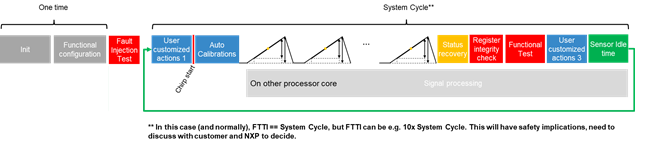 One time
System Cycle**
Init
Functional
configuration
Fault
Injection
Test
User
customized
actions 1
Chirp start
Auto
Calibrations
...
Status
recovery
Register
integrity
check
Functional
Test
User
customized
actions 3
Sensor Idle
time
On other processor core
Signal processing
** In this case (and normally), FTTI == System Cycle, but FTTI can be e.g. 10x System Cycle. This will have safety implications, need to
discuss with customer and NXP to decide.